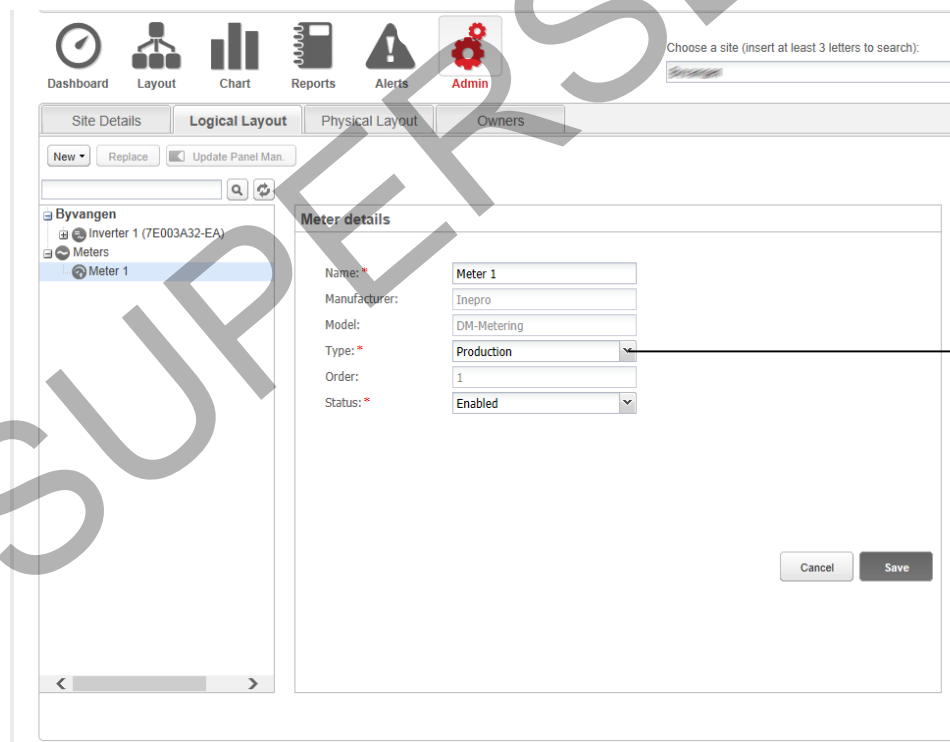 Dashboard Layout Chart Reports Alerts Admin
Choose a site (insert at least 3 letters to search):
Site Details Logical Layout Physical Layout Owners
New Replace Update Panel Man.
Byvangen
Inverter 1 (7E003A32-EA)
Meters
Meter 1
Meter details
Name:* Meter 1
Manufacturer: Inepro
Model: DM-Metering
Type:* Production
Order: 1
Status:* Enabled
Cancel Save